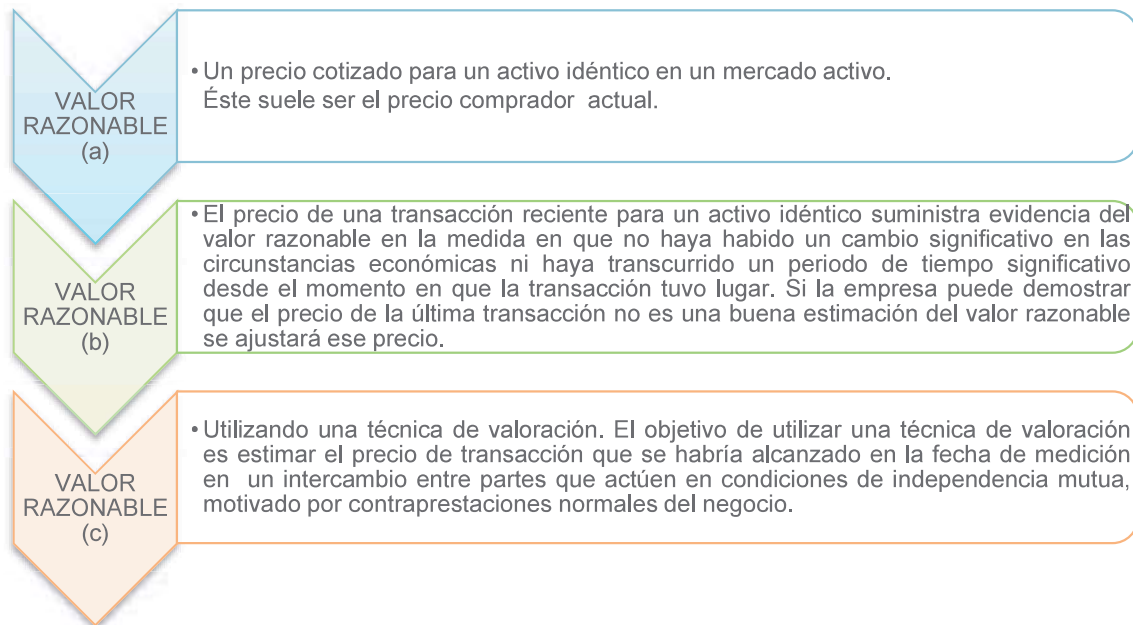 VALOR
RAZONABLE
(a)
• Un precio cotizado para un activo idéntico en un mercado activo.
Éste suele ser el precio comprador actual.
VALOR
RAZONABLE
(b)
• El precio de una transacción reciente para un activo idéntico suministra evidencia del
valor razonable en la medida en que no haya habido un cambio significativo en las
circunstancias económicas ni haya transcurrido un periodo de tiempo significativo
desde el momento en que la transacción tuvo lugar. Si la empresa puede demostrar
que el precio de la última transacción no es una buena estimación del valor razonable
se ajustará ese precio.
VALOR
RAZONABLE
(c)
• Utilizando una técnica de valoración. El objetivo de utilizar una técnica de valoración
es estimar el precio de transacción que se habría alcanzado en la fecha de medición
en un intercambio entre partes que actúen en condiciones de independencia mutua,
motivado por contraprestaciones normales del negocio.